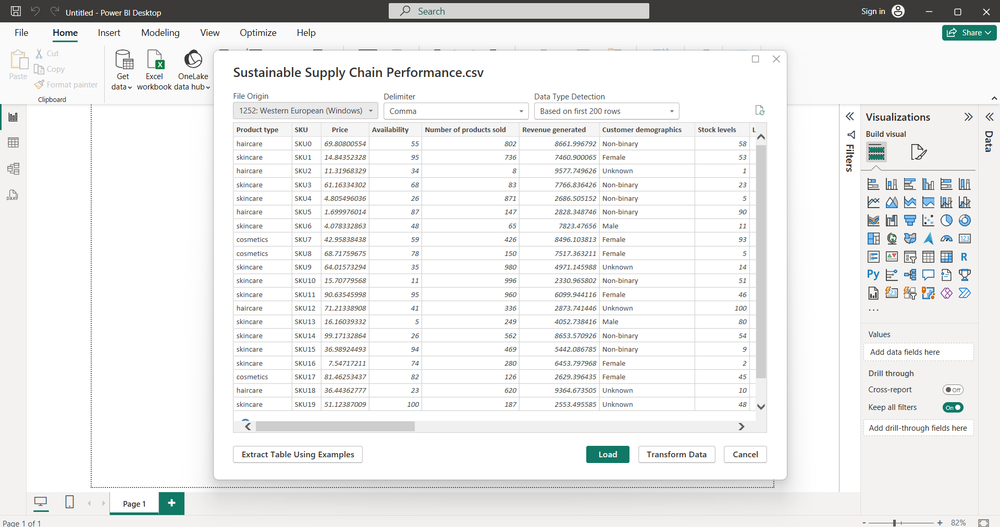 Untitled - Power BI Desktop
Search
Sign in
File Home Insert Modeling View Optimize Help
Share
Paste
Cut
Copy
Format painter
Clipboard
Get data
Excel workbook
OneLake data hub
Sustainable Supply Chain Performance.csv
File Origin Delimiter Data Type Detection
1252: Western European (Windows) Comma Based on first 200 rows
Product type SKU Price Availability Number of products sold Revenue generated Customer demographics Stock levels L
haircare SKU0 69.80800554 55 802 8661.996792 Non-binary 58
skincare SKU1 14.84352328 95 736 7460.900065 Female 53
haircare SKU2 11.31968329 34 8 9577.749626 Unknown 1
skincare SKU3 61.16334302 68 83 7766.836426 Non-binary 23
skincare SKU4 4.805496036 26 871 2686.505152 Non-binary 5
haircare SKU5 1.699976014 87 147 2828.348746 Non-binary 90
skincare SKU6 4.078332863 48 65 7823.47656 Male 11
cosmetics SKU7 42.95838438 59 426 8496.103813 Female 93
cosmetics SKU8 68.71759675 78 150 7517.363211 Female 5
skincare SKU9 64.01573294 35 980 4971.145988 Unknown 14
skincare SKU10 15.70779568 11 996 2330.965802 Non-binary 51
skincare SKU11 90.63545998 95 960 6099.944116 Female 46
haircare SKU12 71.21338908 41 336 2873.741446 Unknown 100
skincare SKU13 16.16039332 5 249 4052.738416 Male 80
skincare SKU14 99.17132864 26 562 8653.570926 Non-binary 54
skincare SKU15 36.98924493 94 469 5442.086785 Non-binary 9
skincare SKU16 7.54717211 74 280 6453.797968 Female 2
cosmetics SKU17 81.46253437 82 126 2629.396435 Female 45
haircare SKU18 36.44362777 23 620 9364.673505 Unknown 10
skincare SKU19 51.12387009 100 187 2553.495585 Unknown 48
Extract Table Using Examples Load Transform Data Cancel
Filters
Visualizations
Build visual
123
R
Py
123
DAX
Values
Add data fields here
Drill through
Cross-report Off
Keep all filters On
Add drill-through fields here
Data
Page 1 +
Page 1 of 1
- + 82%